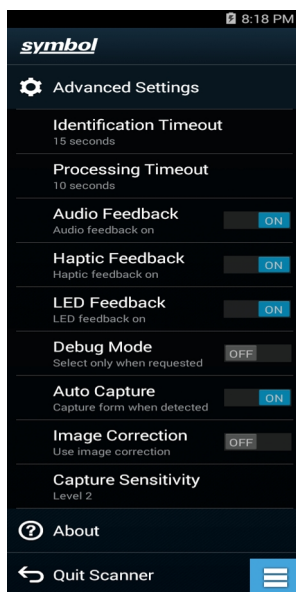 8:18 PM
symbol
Advanced Settings
Identification Timeout
15 seconds
Processing Timeout
10 seconds
Audio Feedback
Audio feedback on
ON
Haptic Feedback
Haptic feedback on
ON
LED Feedback
LED feedback on
ON
Debug Mode
Select only when requested
OFF
Auto Capture
Capture form when detected
ON
Image Correction
Use image correction
OFF
Capture Sensitivity
Level 2
About
Quit Scanner